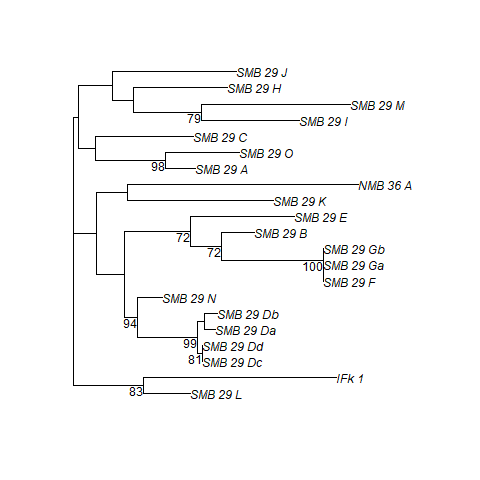 SMB 29 J
SMB 29 H
SMB 29 M
79
SMB 29 I
SMB 29 C
SMB 29 O
98
SMB 29 A
NMB 36 A
SMB 29 K
SMB 29 E
72
SMB 29 B
72
SMB 29 Gb
100
SMB 29 Ga
SMB 29 F
SMB 29 N
94
SMB 29 Db
SMB 29 Da
99
SMB 29 Dd
81
SMB 29 Dc
IFk 1
83
SMB 29 L